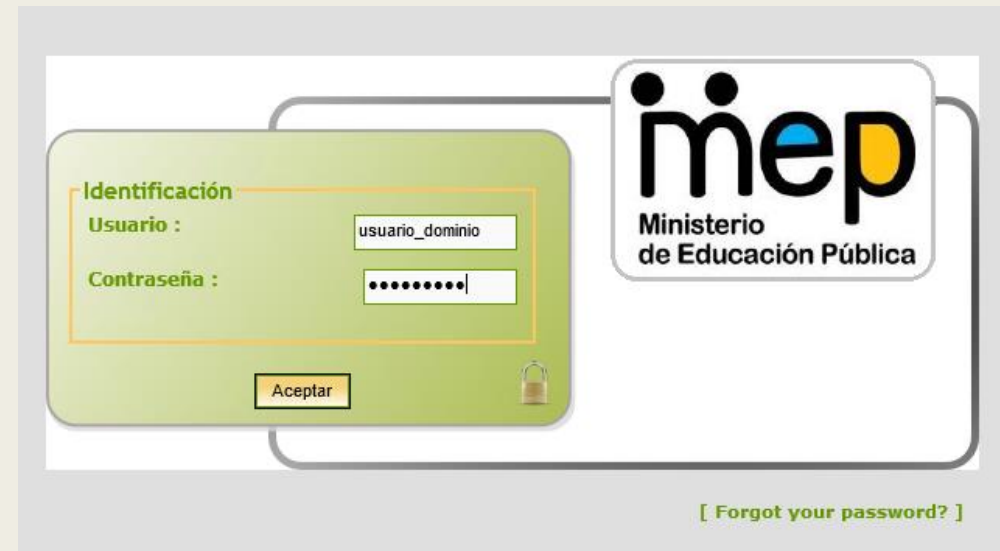 mep
Ministerio
de Educación Pública
Identificación
Usuario :
usuario_dominio
Contraseña :
•••••••••
Aceptar
[ Forgot your password? ]